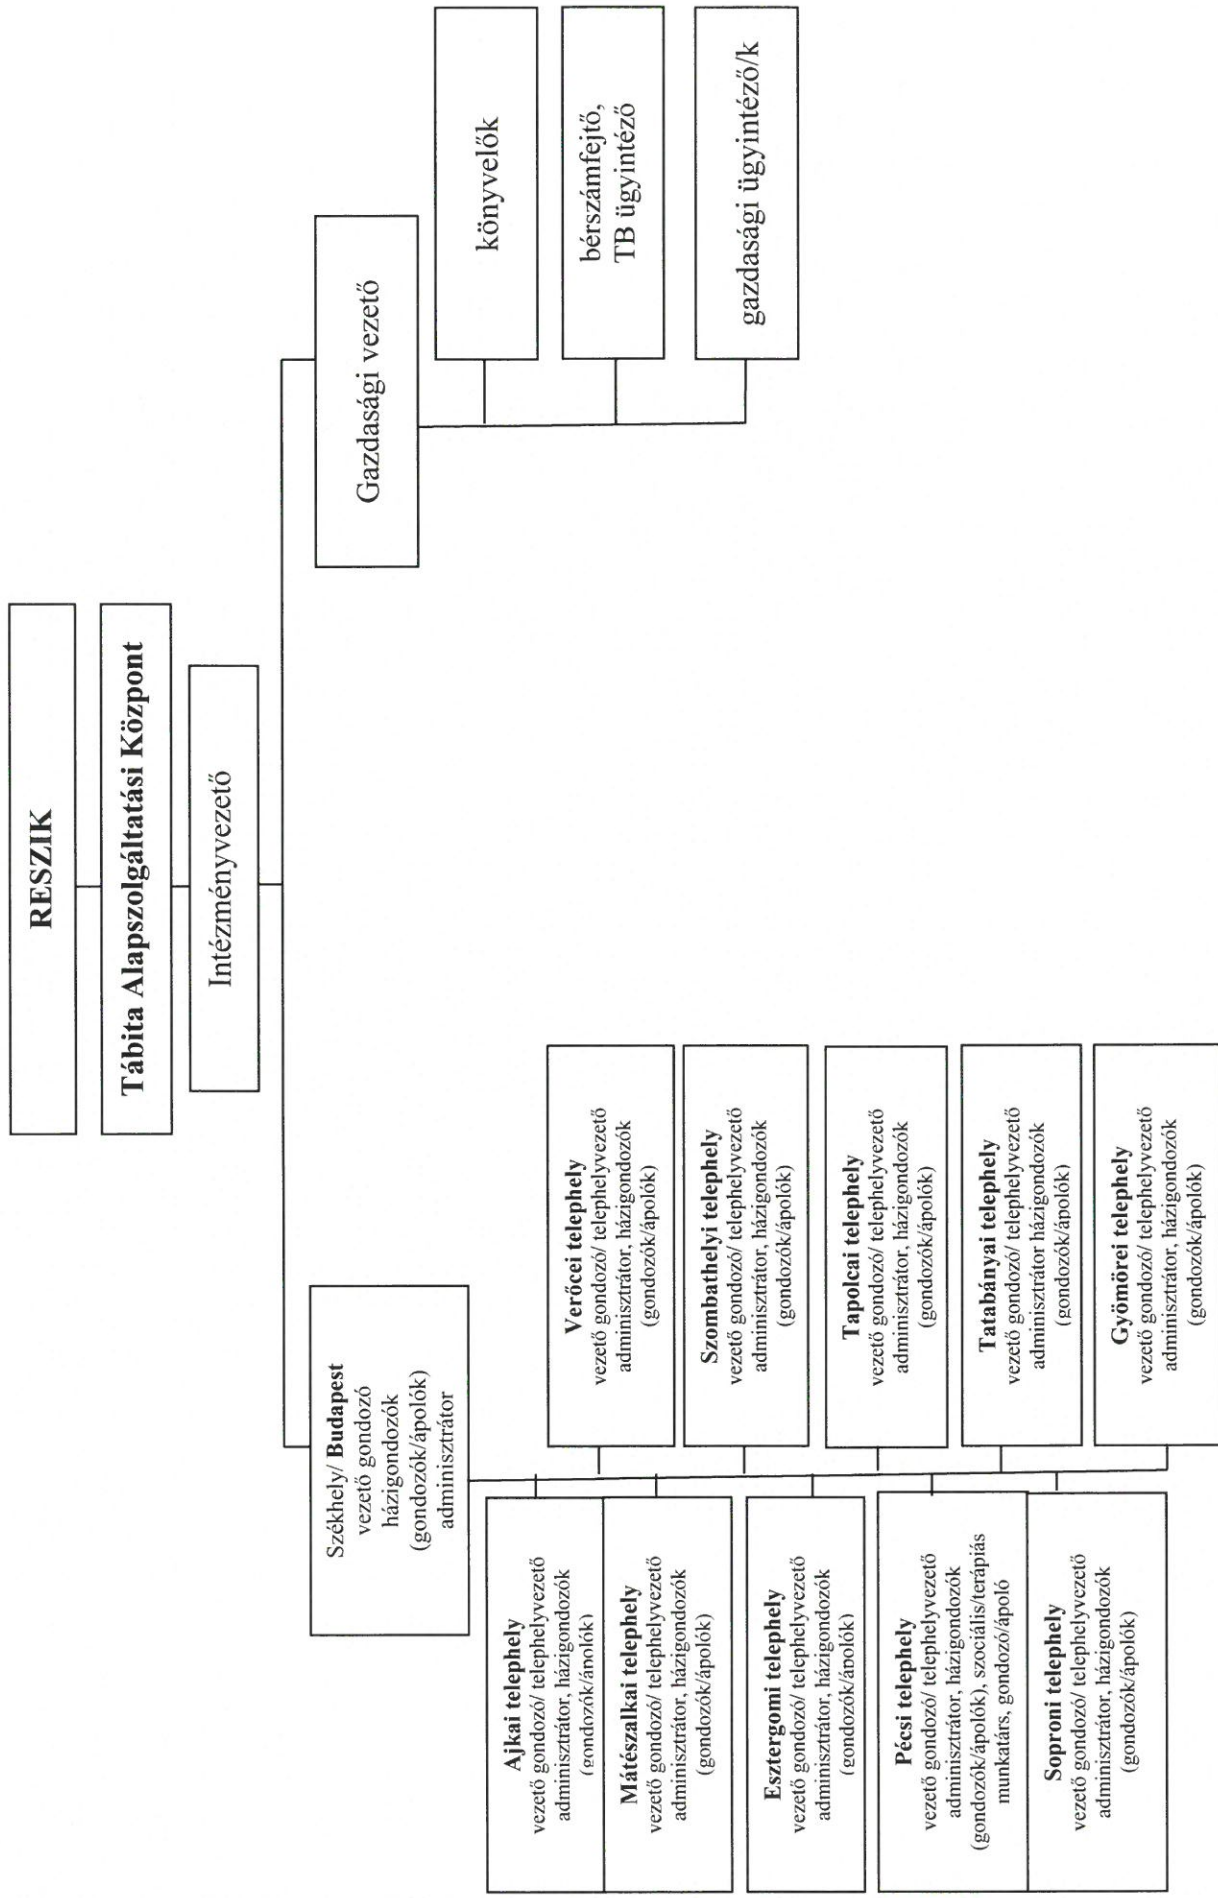 RESZIK
Tábita Alapszolgáltatási Központ
Intézményvezető
Székhely/ Budapest
vezető gondozó
házigondozók
(gondozók/ápolók)
adminisztrátor
Gazdasági vezető
könyvelők
bérszámfejtő,
TB ügyintéző
gazdasági ügyintéző/k
Ajkai telephely
vezető gondozó/ telephelyvezető
adminisztrátor, házigondozók
(gondozók/ápolók)
Mátészalkai telephely
vezető gondozó/ telephelyvezető
adminisztrátor, házigondozók
(gondozók/ápolók)
Esztergomi telephely
vezető gondozó/ telephelyvezető
adminisztrátor, házigondozók
(gondozók/ápolók)
Pécsi telephely
vezető gondozó/ telephelyvezető
adminisztrátor, házigondozók
(gondozók/ápolók), szociális/terápiás
munkatárs, gondozó/ápoló
Soproni telephely
vezető gondozó/ telephelyvezető
adminisztrátor, házigondozók
(gondozók/ápolók)
Verőcei telephely
vezető gondozó/ telephelyvezető
adminisztrátor, házigondozók
(gondozók/ápolók)
Szombathelyi telephely
vezető gondozó/ telephelyvezető
adminisztrátor, házigondozók
(gondozók/ápolók)
Tapolcai telephely
vezető gondozó/ telephelyvezető
adminisztrátor, házigondozók
(gondozók/ápolók)
Tatabányai telephely
vezető gondozó/ telephelyvezető
adminisztrátor házigondozók
(gondozók/ápolók)
Gyömörei telephely
vezető gondozó/ telephelyvezető
adminisztrátor, házigondozók
(gondozók/ápolók)